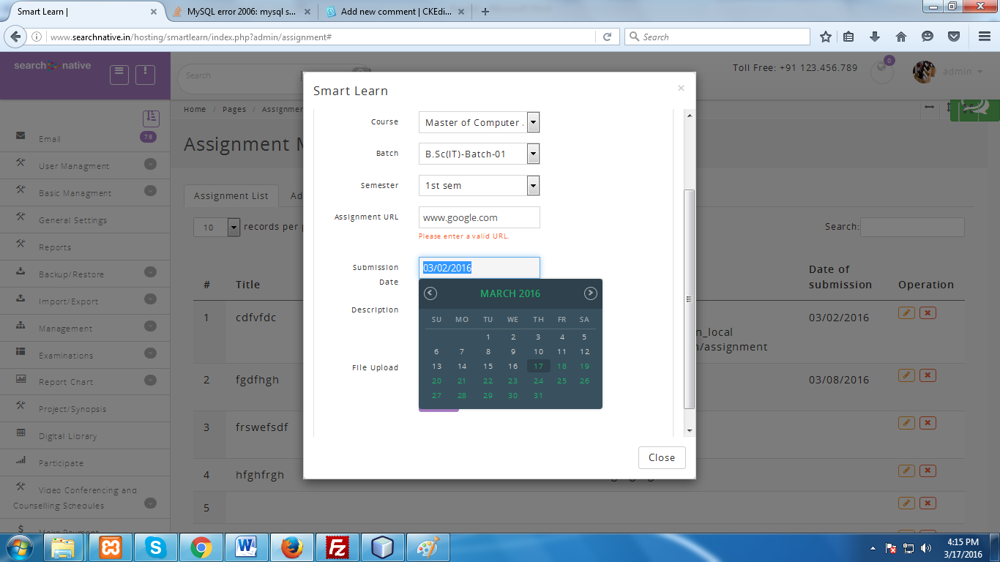 Smart Learn |
MySQL error 2006: mysql s...
Add new comment | CKEdi...
www.searchnative.in/hosting/smartlearn/index.php?admin/assignment#
Search
search native
Search
Toll Free: +91 123.456.789
0
admin
Home / Pages / Assignmen
Assignment M
78
Email
User Managment
Basic Managment
General Settings
Reports
Backup/Restore
Import/Export
Management
Examinations
Report Chart
Project/Synopsis
Digital Library
Participate
Video Conferencing and
Counselling Schedules
$ Make Payment
Assignment List
Ad
10 records per p
Search:
# Title
Date of
submission
Operation
1 cdfvfdc
03/02/2016
n_local
n/assignment
2 fgdfhgh
03/08/2016
3 frswefsdf
4 hfghfrgh
5
Smart Learn
×
Course Master of Computer .
Batch B.Sc(IT)-Batch-01
Semester 1st sem
Assignment URL www.google.com
Please enter a valid URL.
Submission
Date
03/02/2016
MARCH 2016
SU MO TU WE TH FR SA
1 2 3 4 5
6 7 8 9 10 11 12
13 14 15 16 17 18 19
20 21 22 23 24 25 26
27 28 29 30 31
Description
File Upload
Close
4:15 PM
3/17/2016